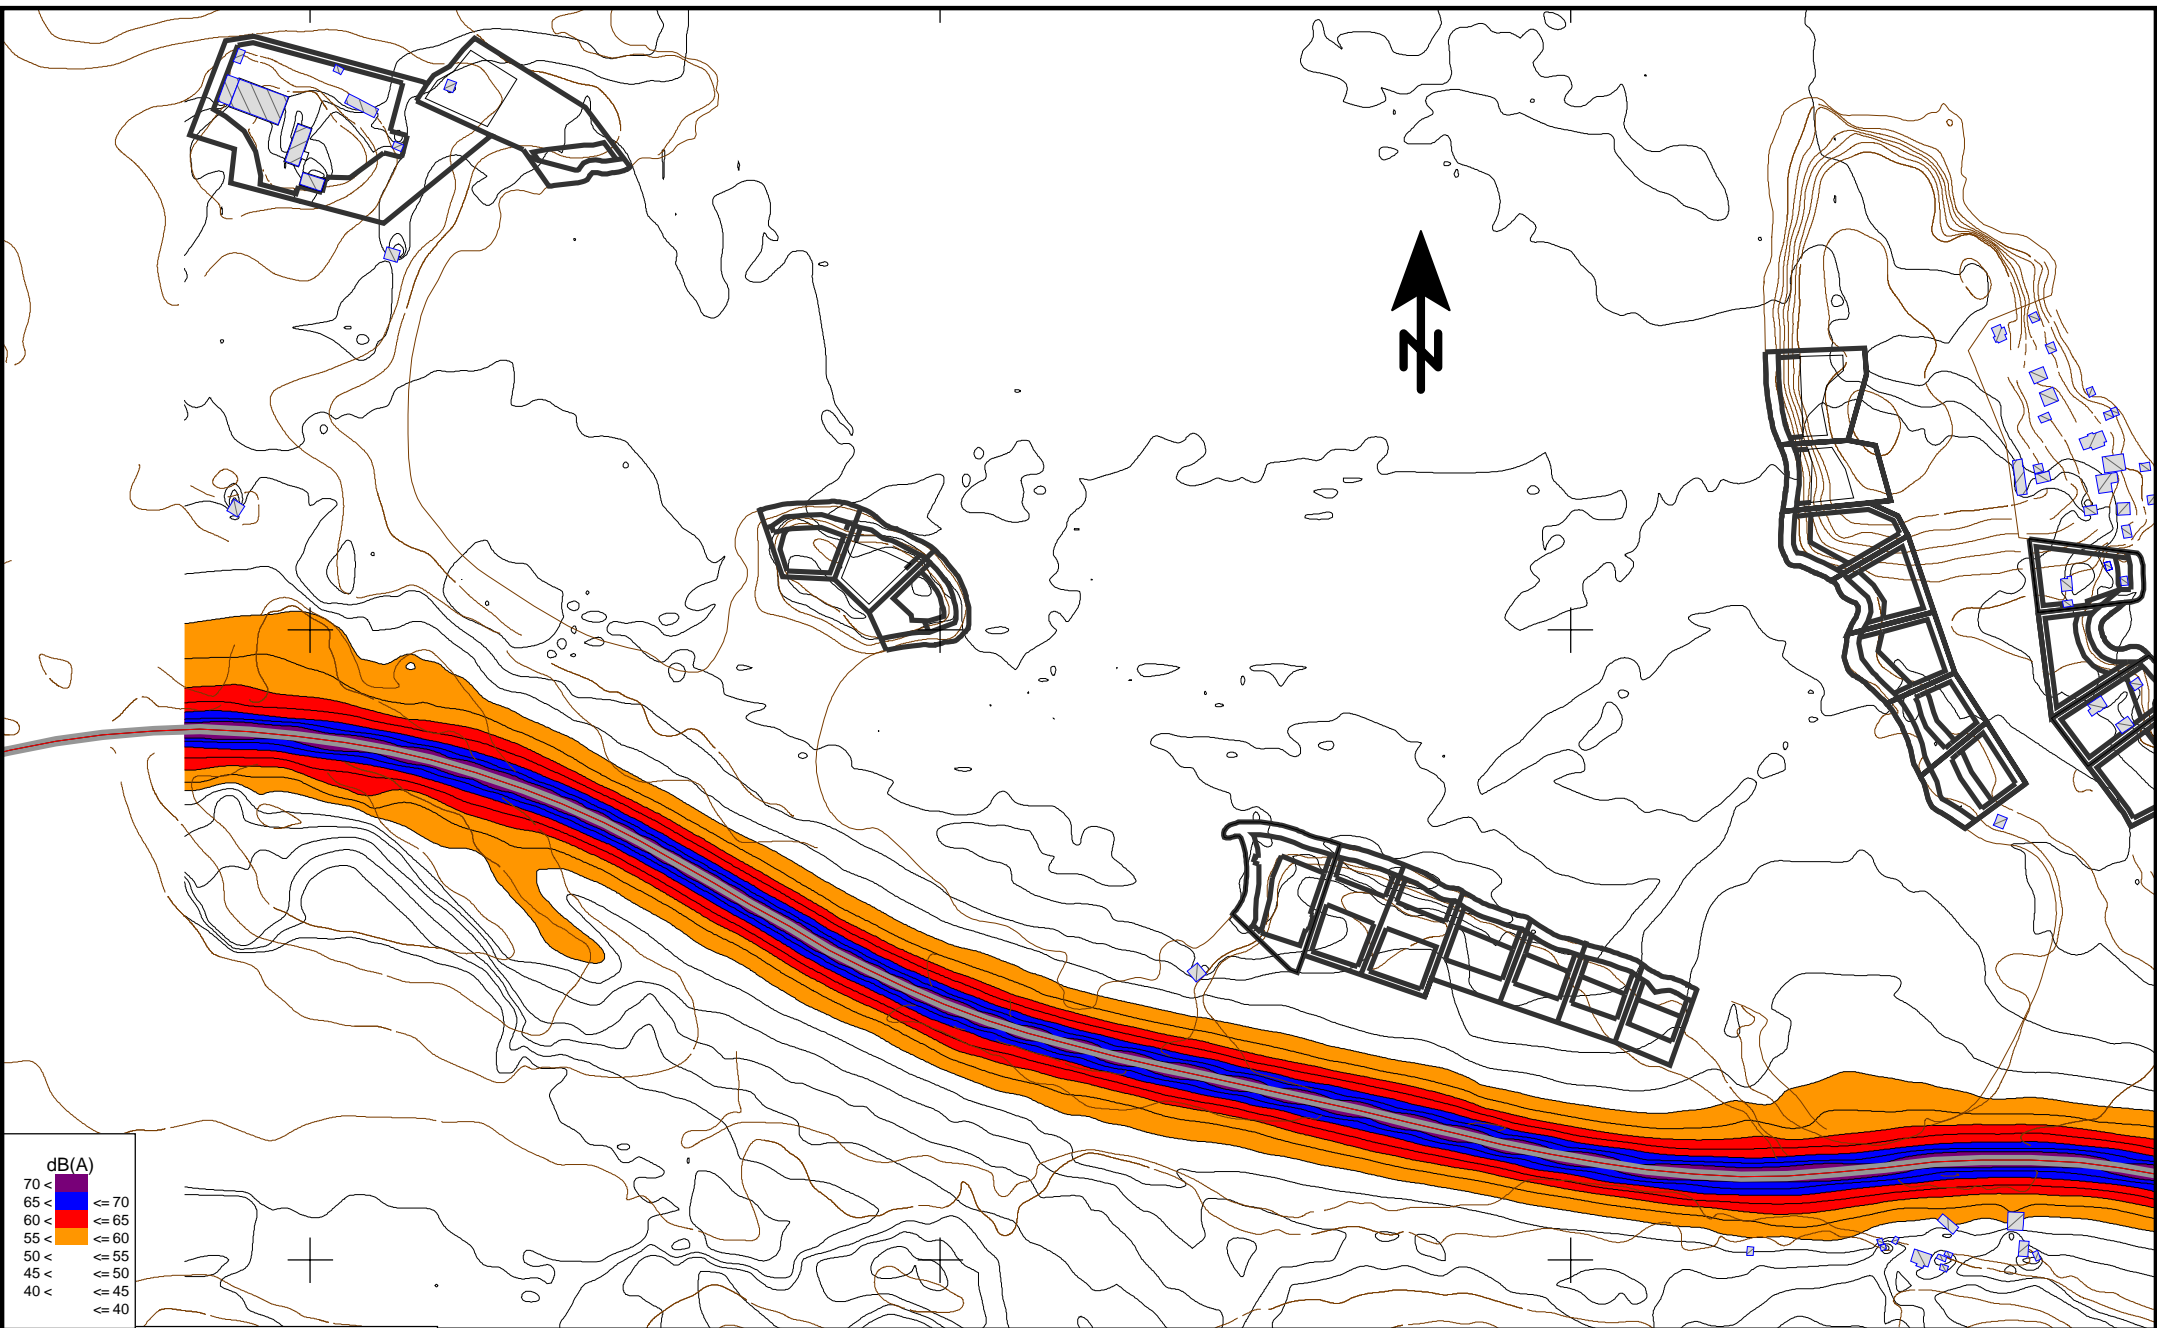 N
dB(A)
70 <
65 < <= 70
60 < <= 65
55 < <= 60
50 < <= 55
45 < <= 50
40 < <= 45
<= 40